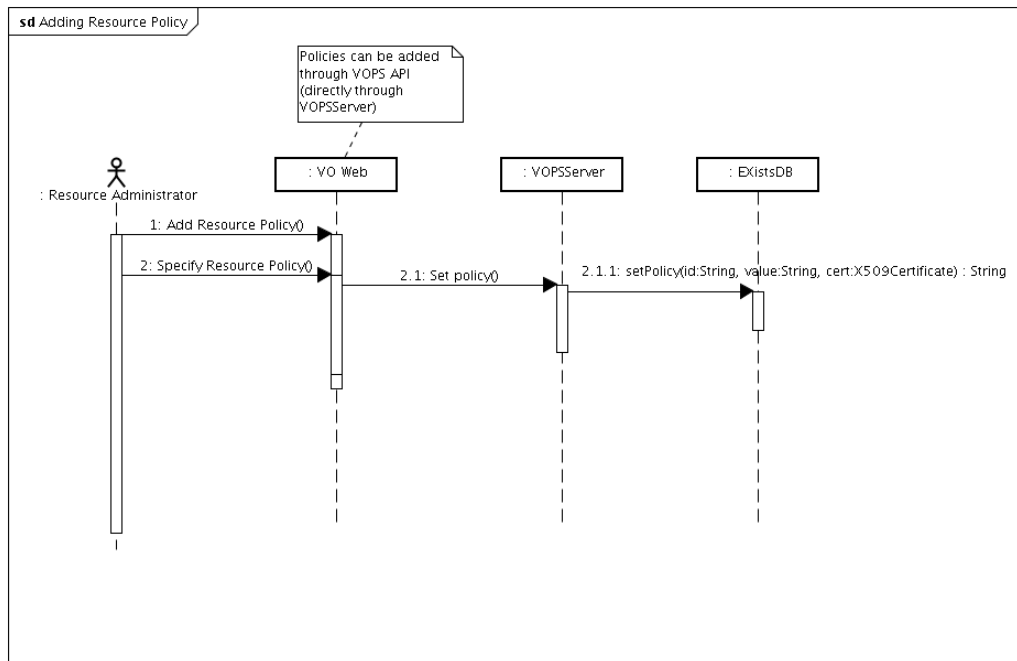 sd Adding Resource Policy
Policies can be added
through VOPS API
(directly through
VOPSServer)
: VO Web
: VOPSServer
: EXistsDB
: Resource Administrator
1: Add Resource Policy()
2: Specify Resource Policy()
2.1: Set policy()
2.1.1: setPolicy(id:String, value:String, cert:X509Certificate) : String